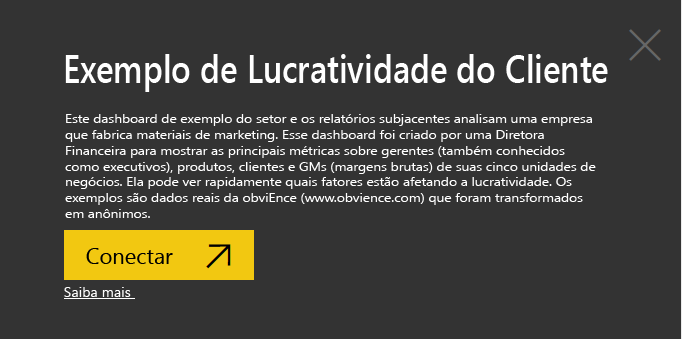 Exemplo de Lucratividade do Cliente
Este dashboard de exemplo do setor e os relatórios subjacentes analisam uma empresa
que fabrica materiais de marketing. Esse dashboard foi criado por uma Diretora
Financeira para mostrar as principais métricas sobre gerentes (também conhecidos
como executivos), produtos, clientes e GMs (margens brutas) de suas cinco unidades de
negócios. Ela pode ver rapidamente quais fatores estão afetando a lucratividade. Os
exemplos são dados reais da obviEnce (www.obvience.com) que foram transformados
em anônimos.
Conectar
Saiba mais